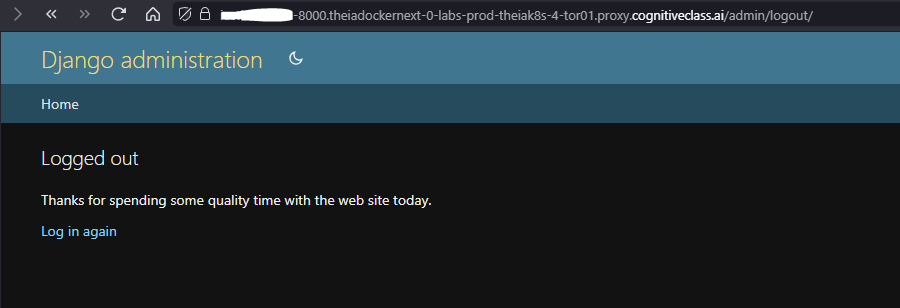 -8000.theiadockernext-0-labs-prod-theiak8s-4-tor01.proxy.cognitiveclass.ai/admin/logout/
Django administration
Home
Logged out
Thanks for spending some quality time with the web site today.
Log in again